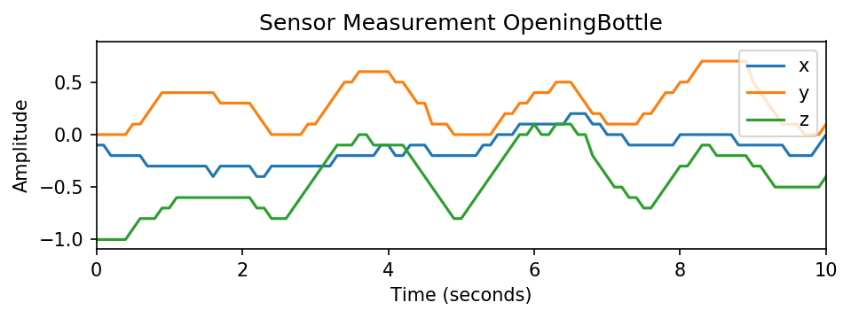 Sensor Measurement OpeningBottle
Amplitude
0.5
0.0
−0.5
−1.0
x
y
z
0 2 4 6 8 10
Time (seconds)